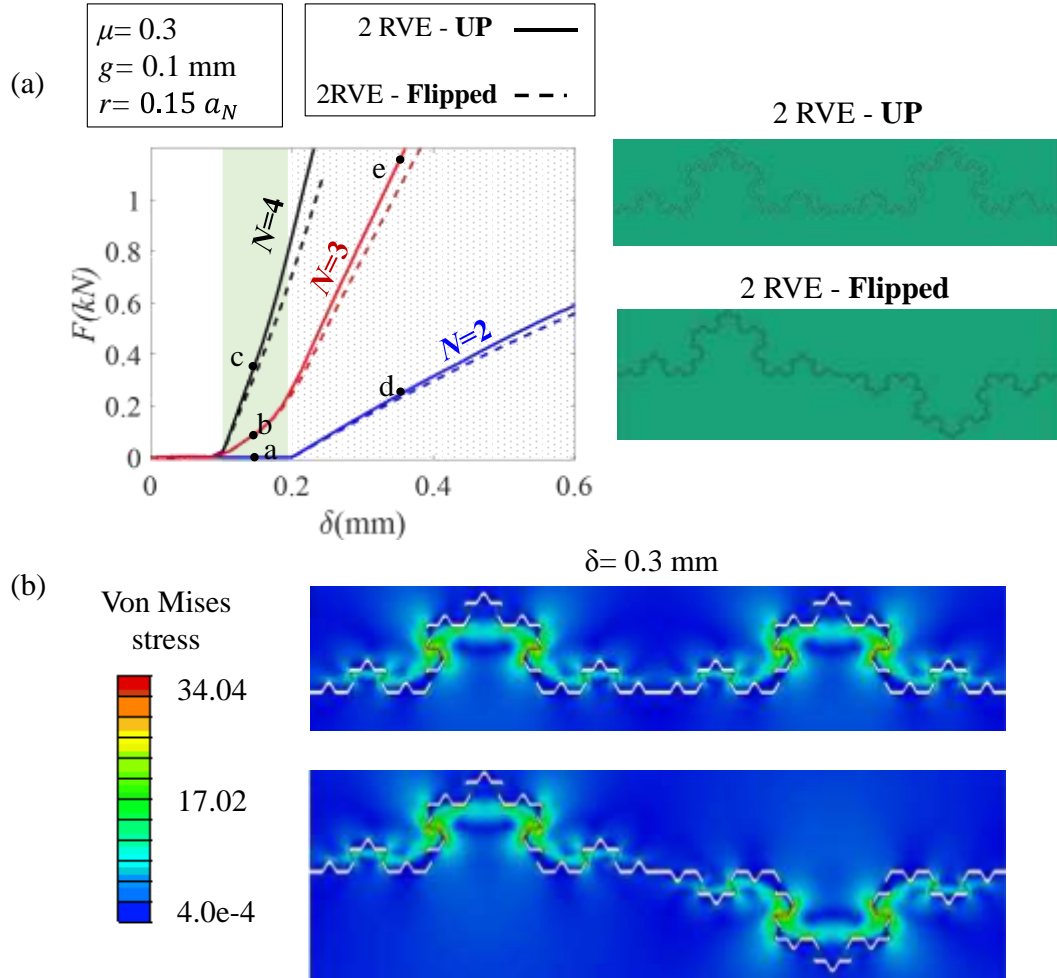 μ= 0.3
g= 0.1 mm
r= 0.15 a_N
2 RVE - UP
2RVE - Flipped
(a)
2 RVE - UP
2 RVE - Flipped
F(kN)
1
0.8
0.6
0.4
0.2
0
N=4
N=3
N=2
e
c
d
b
a
0
0.2
0.4
0.6
δ(mm)
(b)
δ= 0.3 mm
Von Mises
stress
34.04
17.02
4.0e-4